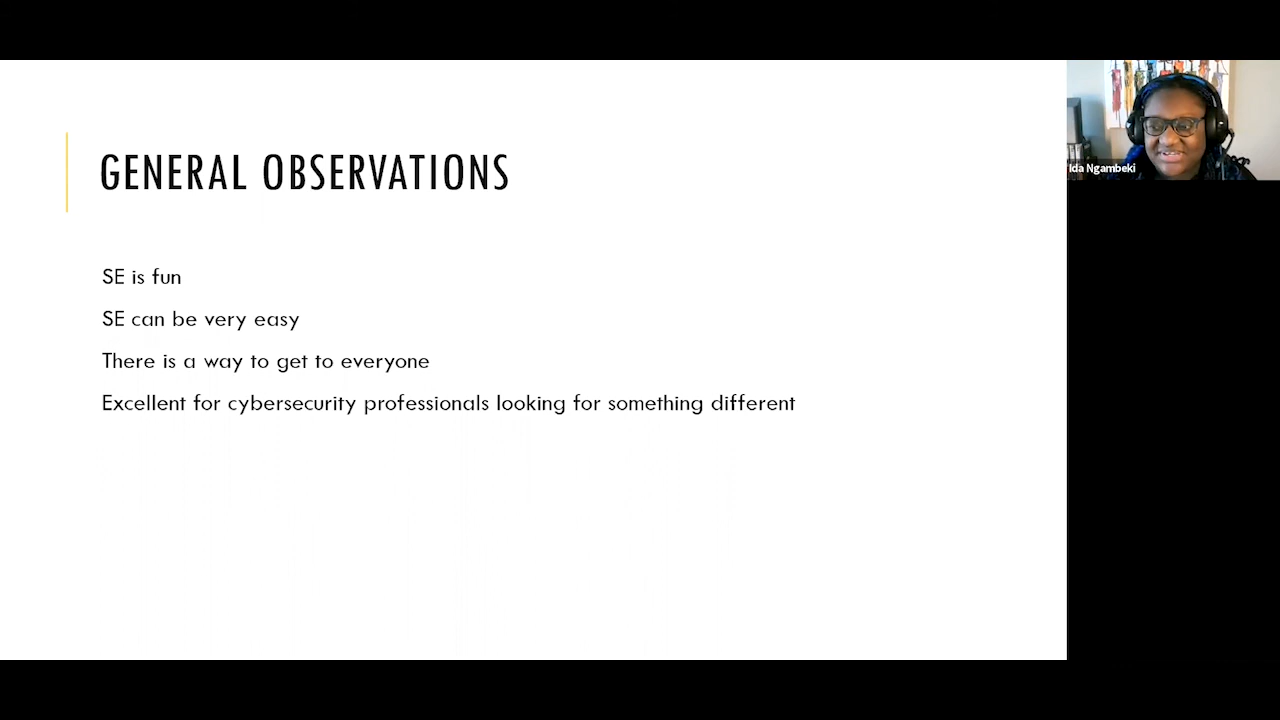 GENERAL OBSERVATIONS
SE is fun
SE can be very easy
There is a way to get to everyone
Excellent for cybersecurity professionals looking for something different
ida Ngambeki